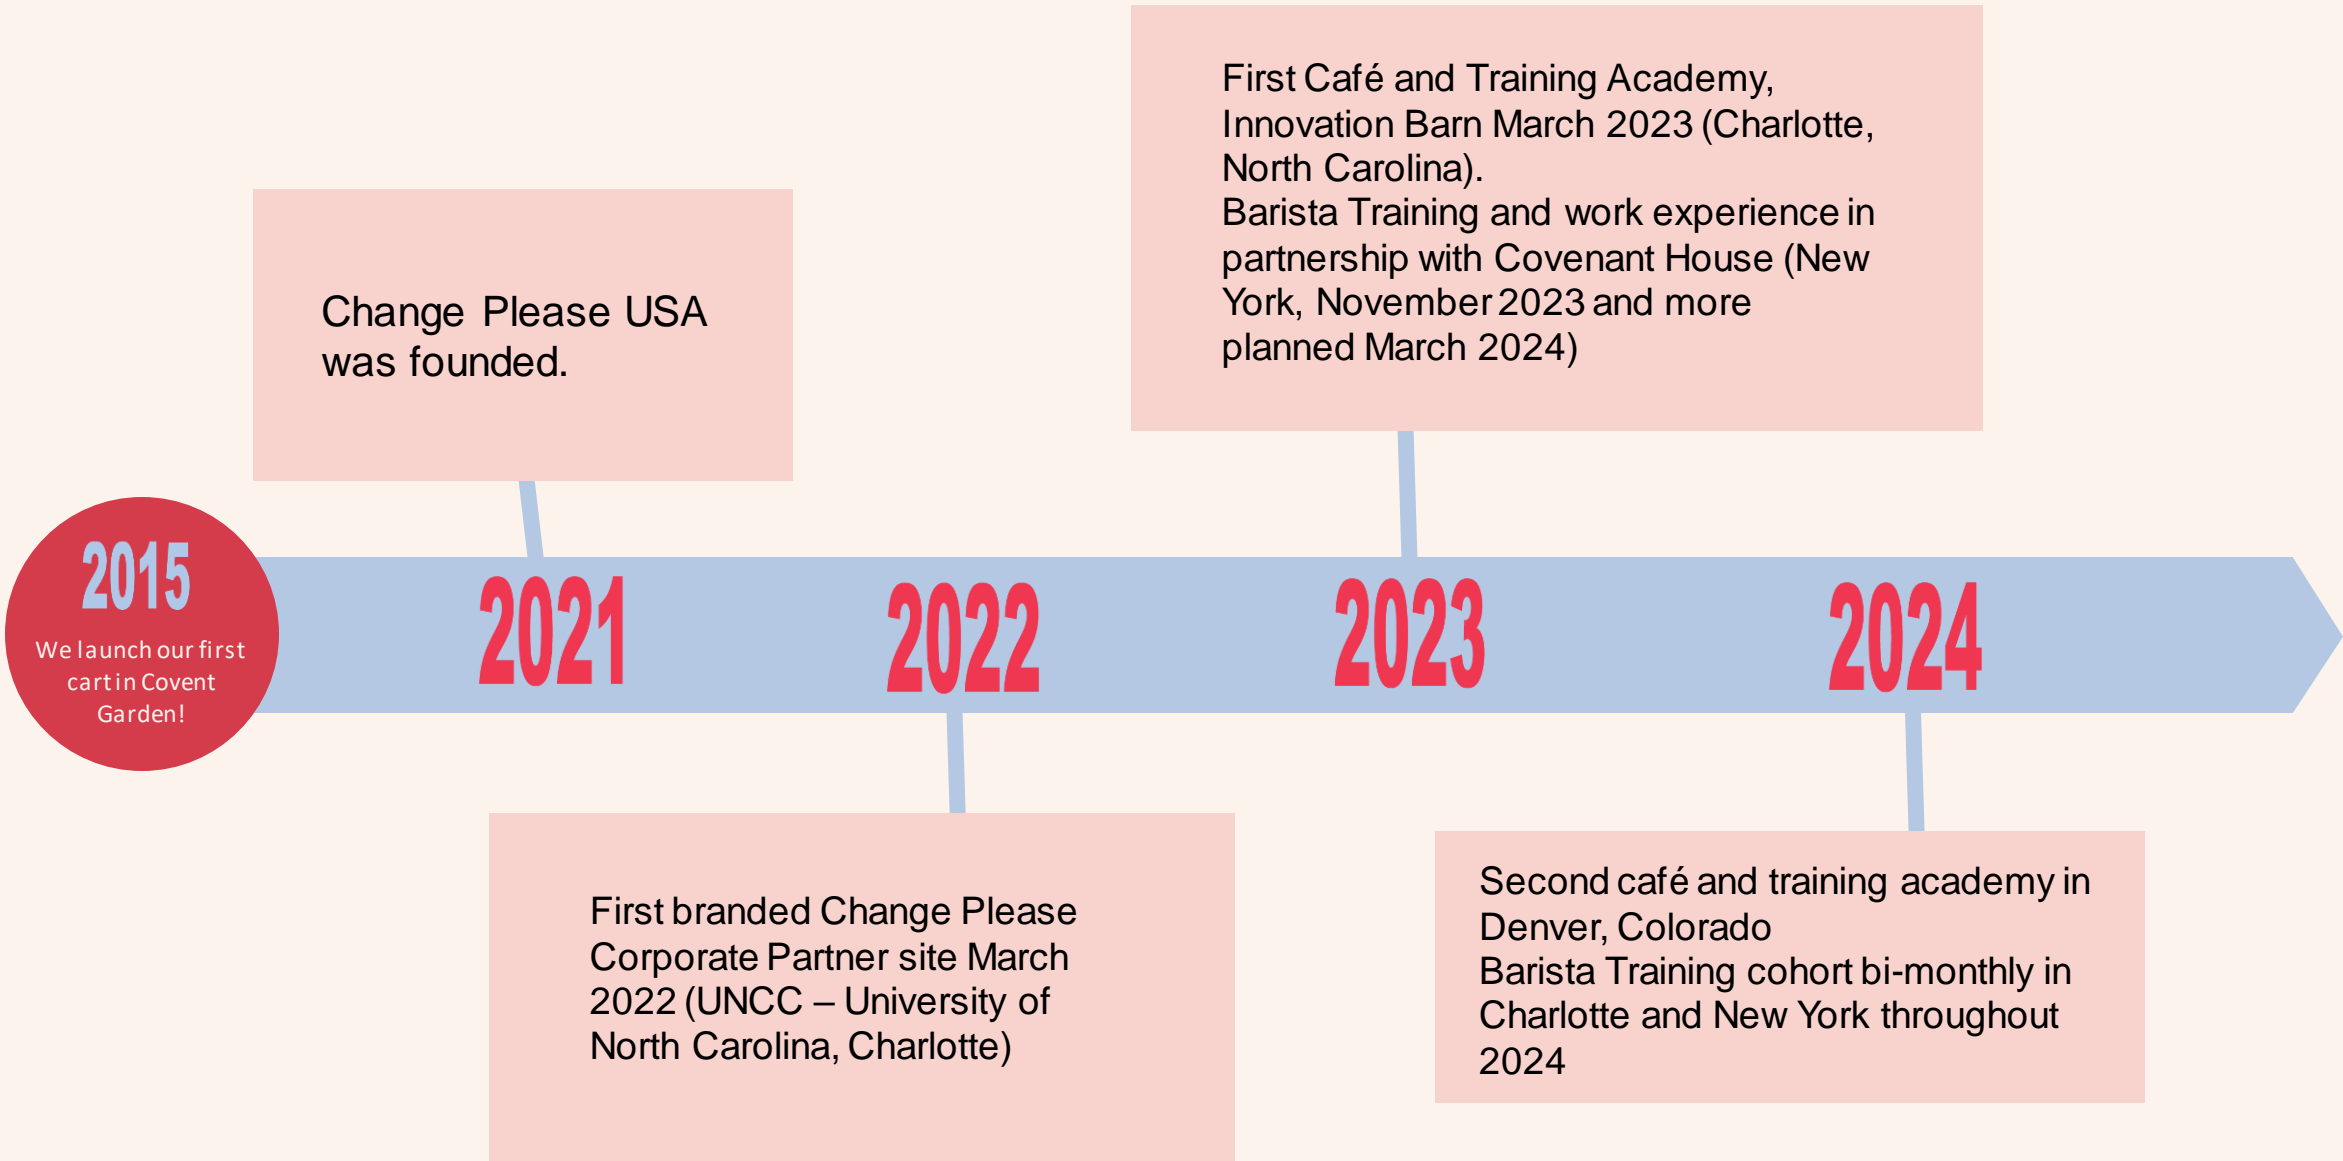 2015
We launch our first
cart in Covent
Garden!
Change Please USA
was founded.
2021
First branded Change Please
Corporate Partner site March
2022 (UNCC – University of
North Carolina, Charlotte)
2022
First Café and Training Academy,
Innovation Barn March 2023 (Charlotte,
North Carolina).
Barista Training and work experience in
partnership with Covenant House (New
York, November 2023 and more
planned March 2024)
2023
2024
Second café and training academy in
Denver, Colorado
Barista Training cohort bi-monthly in
Charlotte and New York throughout
2024